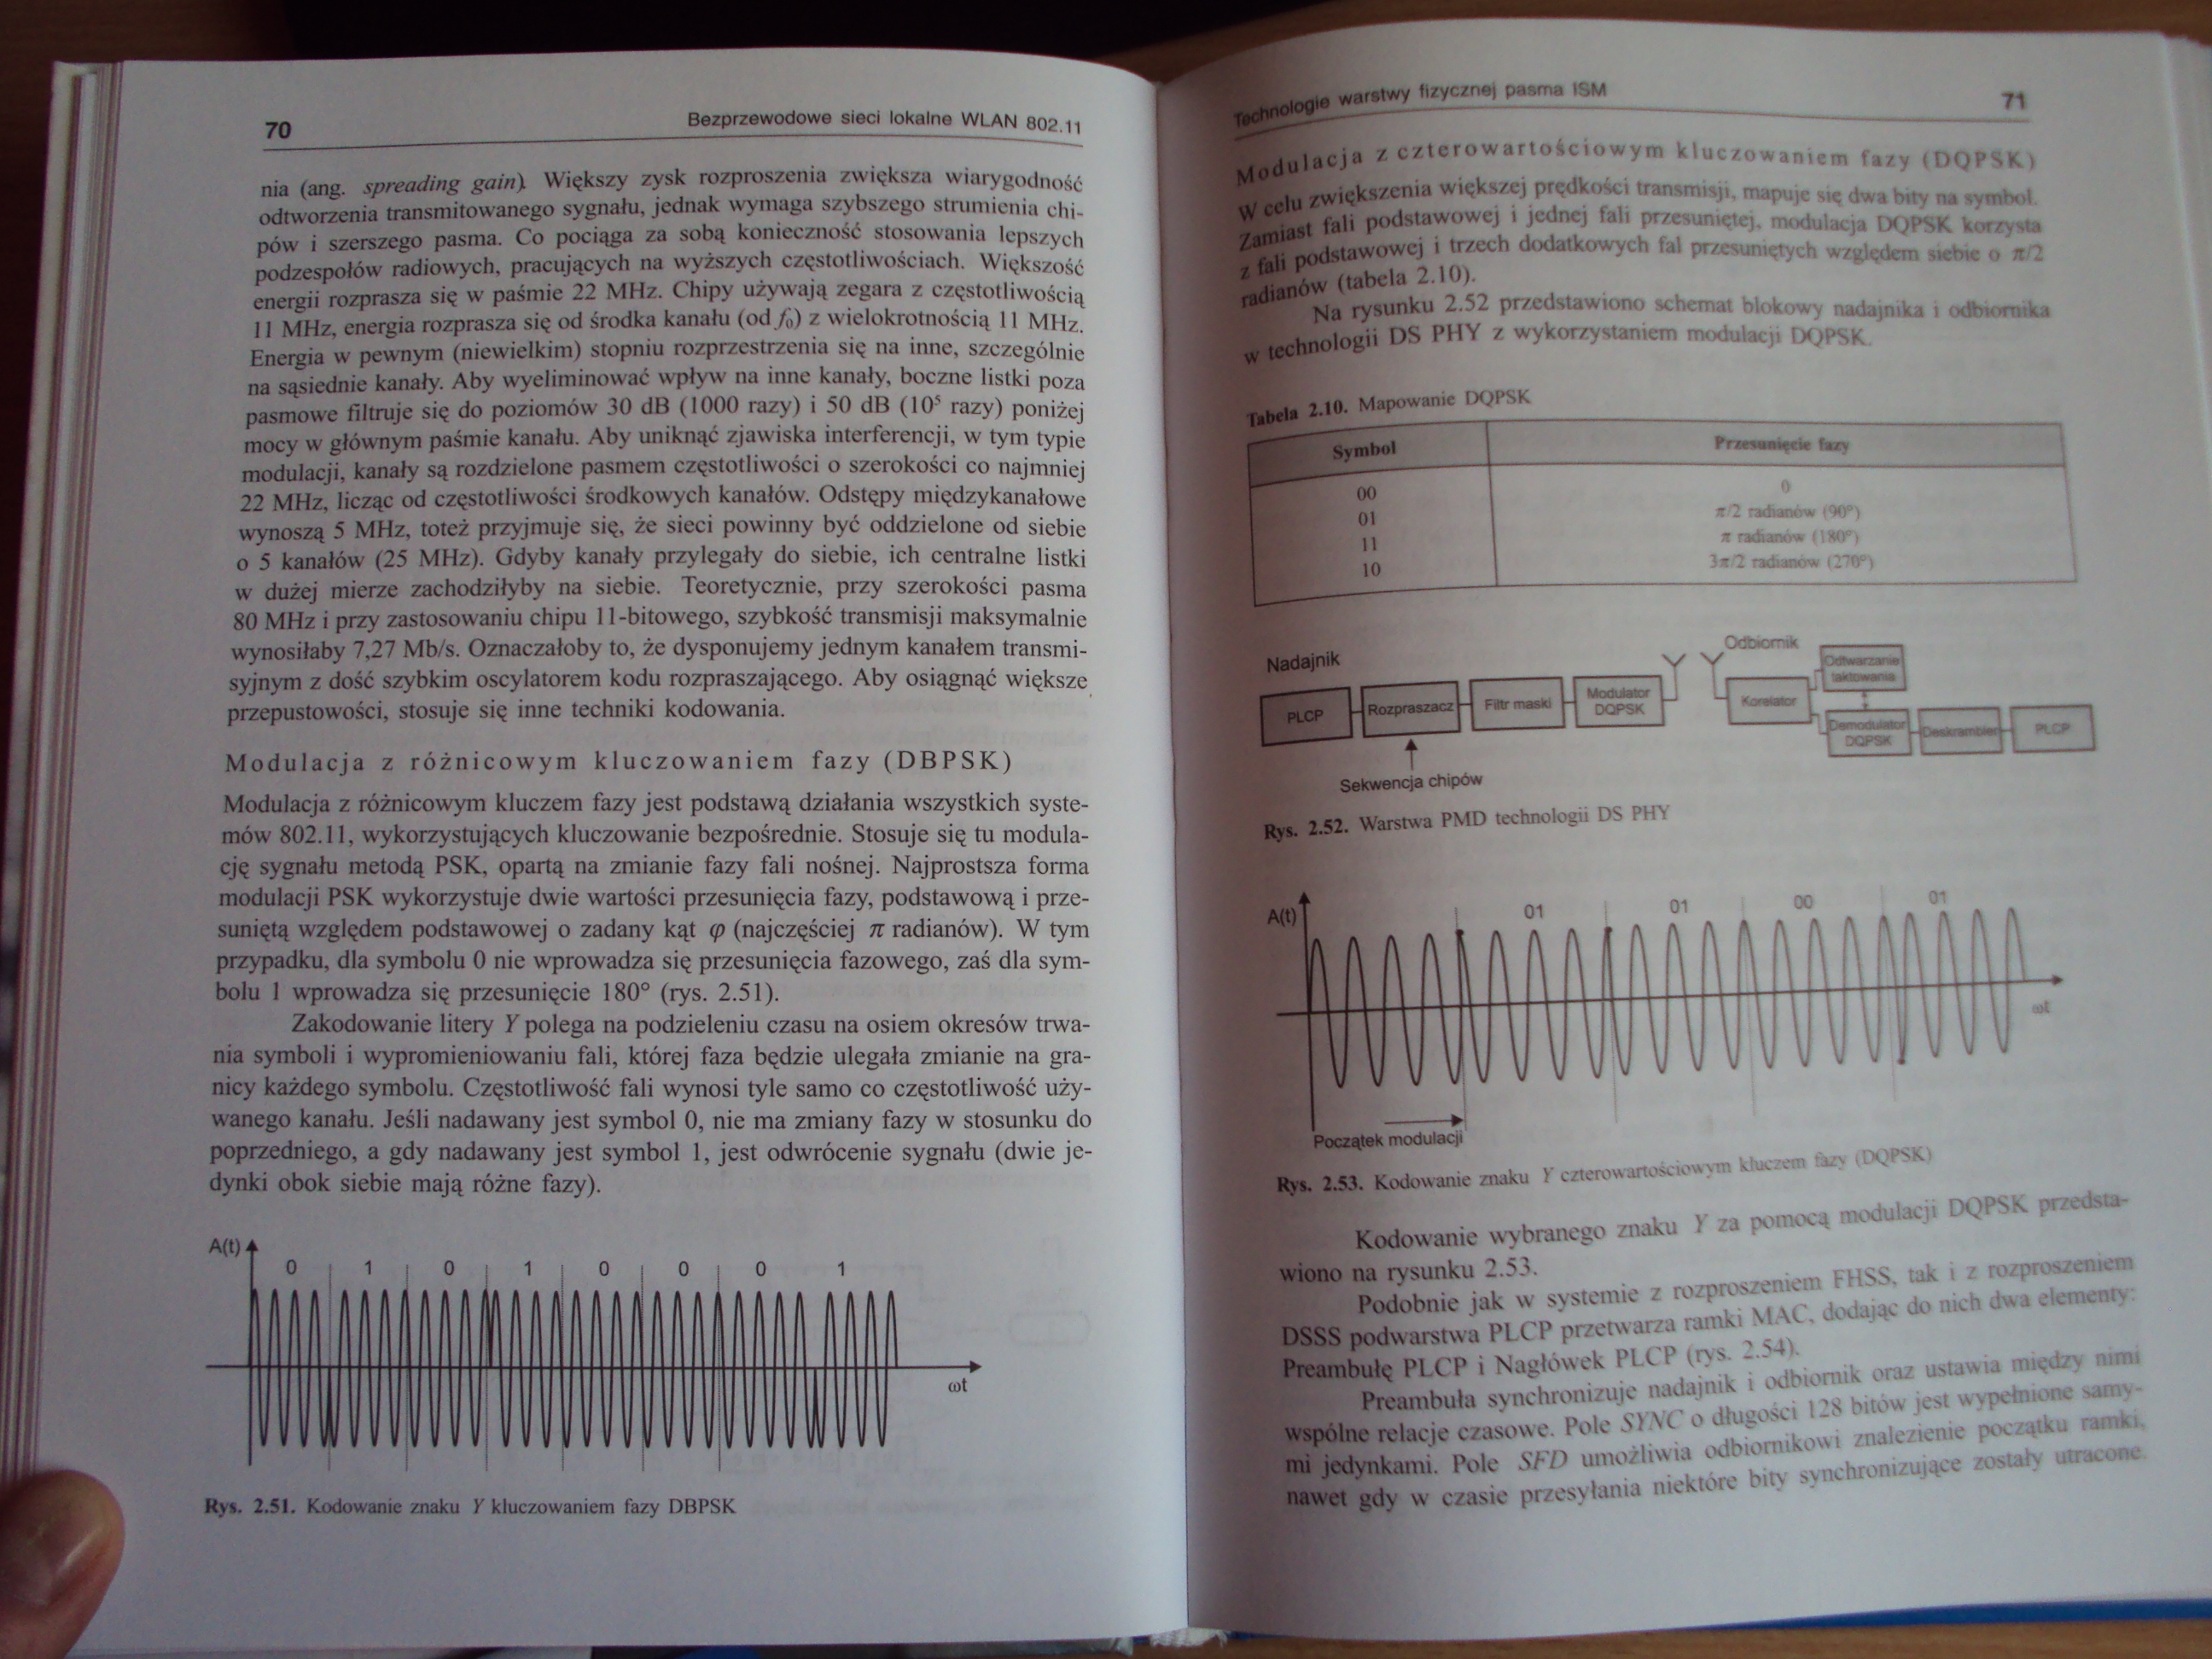 70
Bezprzewodowe sieci lokalne WLAN 802.11
nia (ang. spreading gain). Większy zysk rozproszenia zwiększa wiarygodność
odtworzenia transmitowanego sygnału, jednak wymaga szybszego strumienia chi-
pów i szerszego pasma. Co pociąga za sobą konieczność stosowania lepszych
podzespołów radiowych, pracujących na wyższych częstotliwościach. Większość
energii rozprasza się w paśmie 22 MHz. Chipy używają zegara z częstotliwością
11 MHz, energia rozprasza się od środka kanału (od f₀) z wielokrotnością 11 MHz.
Energia w pewnym (niewielkim) stopniu rozprzestrzenia się na inne, szczególnie
na sąsiednie kanały. Aby wyeliminować wpływ na inne kanały, boczne listki poza
pasmowe filtruje się do poziomów 30 dB (1000 razy) i 50 dB (10⁵ razy) poniżej
mocy w głównym paśmie kanału. Aby uniknąć zjawiska interferencji, w tym typie
modulacji, kanały są rozdzielone pasmem częstotliwości o szerokości co najmniej
22 MHz, licząc od częstotliwości środkowych kanałów. Odstępy międzykanałowe
wynoszą 5 MHz, toteż przyjmuje się, że sieci powinny być oddzielone od siebie
o 5 kanałów (25 MHz). Gdyby kanały przylegały do siebie, ich centralne listki
w dużej mierze zachodziłyby na siebie. Teoretycznie, przy szerokości pasma
80 MHz i przy zastosowaniu chipu 11-bitowego, szybkość transmisji maksymalnie
wynosiłaby 7,27 Mb/s. Oznaczałoby to, że dysponujemy jednym kanałem transmi-
syjnym z dość szybkim oscylatorem kodu rozpraszającego. Aby osiągnąć większe
przepustowości, stosuje się inne techniki kodowania.
Modulacja z różnicowym kluczowaniem fazy (DBPSK)
Modulacja z różnicowym kluczem fazy jest podstawą działania wszystkich syste-
mów 802.11, wykorzystujących kluczowanie bezpośrednie. Stosuje się tu modula-
cję sygnału metodą PSK, opartą na zmianie fazy fali nośnej. Najprostsza forma
modulacji PSK wykorzystuje dwie wartości przesunięcia fazy, podstawową i prze-
suniętą względem podstawowej o zadany kąt φ (najczęściej π radianów). W tym
przypadku, dla symbolu 0 nie wprowadza się przesunięcia fazowego, zaś dla sym-
bolu 1 wprowadza się przesunięcie 180° (rys. 2.51).
Zakodowanie litery Y polega na podzieleniu czasu na osiem okresów trwa-
nia symboli i wypromieniowaniu fali, której faza będzie ulegała zmianie na gra-
nicy każdego symbolu. Częstotliwość fali wynosi tyle samo co częstotliwość uży-
wanego kanału. Jeśli nadawany jest symbol 0, nie ma zmiany fazy w stosunku do
poprzedniego, a gdy nadawany jest symbol 1, jest odwrócenie sygnału (dwie je-
dynki obok siebie mają różne fazy).
A(t)
0 1 0 1 0 0 0 1
ωt
Rys. 2.51. Kodowanie znaku Y kluczowaniem fazy DBPSK
Technologie warstwy fizycznej pasma ISM
71
Modulacja z czterowartościowym kluczowaniem fazy (DQPSK)
W celu zwiększenia większej prędkości transmisji, mapuje się dwa bity na symbol.
Zamiast fali podstawowej i jednej fali przesuniętej, modulacja DQPSK korzysta
z fali podstawowej i trzech dodatkowych fal przesuniętych względem siebie o π/2
radianów (tabela 2.10).
Na rysunku 2.52 przedstawiono schemat blokowy nadajnika i odbiornika
w technologii DS PHY z wykorzystaniem modulacji DQPSK.
Tabela 2.10. Mapowanie DQPSK
Symbol Przesunięcie fazy
00 0
01 π/2 radianów (90°)
11 π radianów (180°)
10 3π/2 radianów (270°)
Nadajnik
Odbiornik
PLCP Rozpraszacz Filtr maski Modulator DQPSK
Korelator
Odtwarzanie taktowania
Demodulator DQPSK Deskrambler PLCP
Sekwencja chipów
Rys. 2.52. Warstwa PMD technologii DS PHY
A(t)
01 01 00 01
ωt
Początek modulacji
Rys. 2.53. Kodowanie znaku Y czterowartościowym kluczem fazy (DQPSK)
Kodowanie wybranego znaku Y za pomocą modulacji DQPSK przedsta-
wiono na rysunku 2.53.
Podobnie jak w systemie z rozproszeniem FHSS, tak i z rozproszeniem
DSSS podwarstwa PLCP przetwarza ramki MAC, dodając do nich dwa elementy:
Preambułę PLCP i Nagłówek PLCP (rys. 2.54).
Preambuła synchronizuje nadajnik i odbiornik oraz ustawia między nimi
wspólne relacje czasowe. Pole SYNC o długości 128 bitów jest wypełnione samy-
mi jedynkami. Pole SFD umożliwia odbiornikowi znalezienie początku ramki,
nawet gdy w czasie przesyłania niektóre bity synchronizujące zostały utracone.